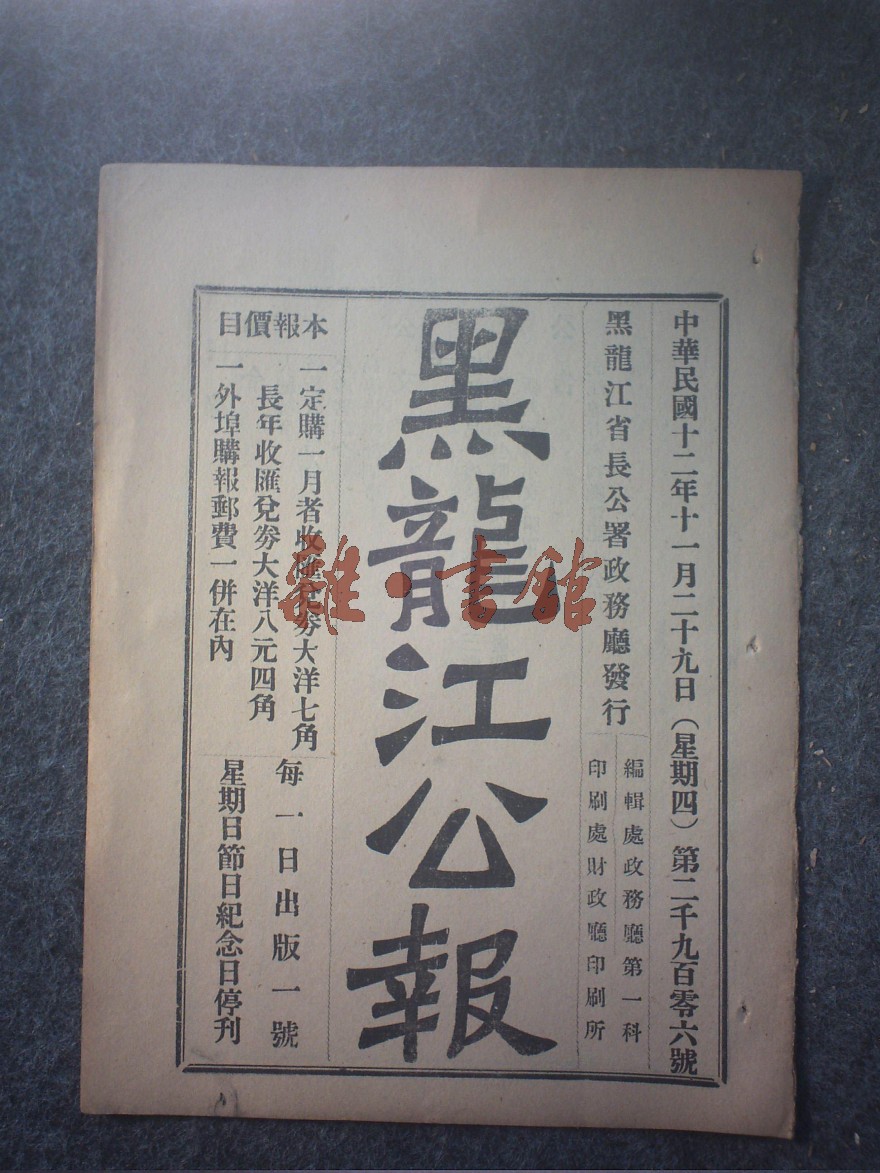 中華民國十二年十一月二十九日（星期四）第二千九百零六號
黑龍江省長公署政務廳發行
編輯處政務廳第一科
印刷處財政廳印刷所
黑龍江公報
本報價目
一定購一月者收匯兌券大洋七角
長年收匯兌券大洋八元四角
一外埠購報郵費一併在內
每一日出版一號
星期日節日紀念日停刊
雜·書館